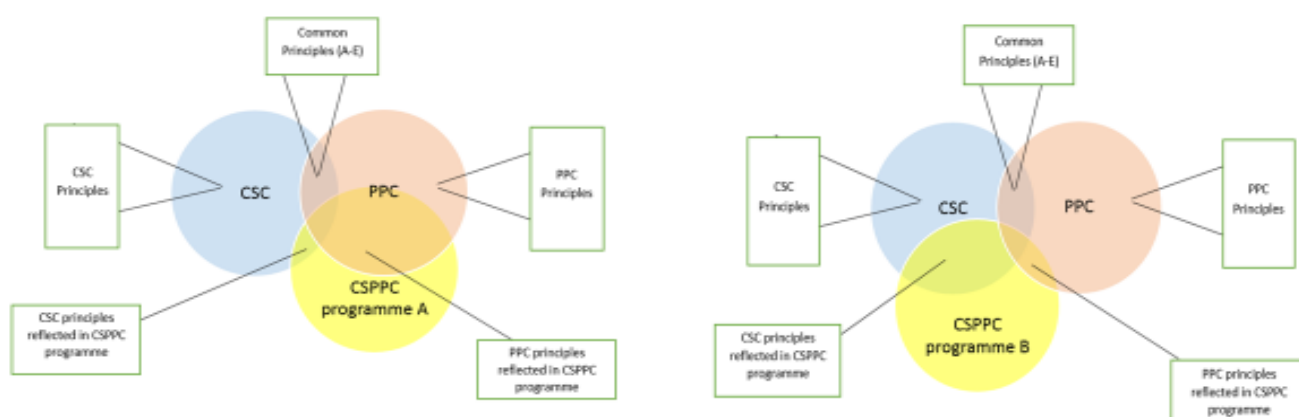 Common
Principles (A-E)
CSC
Principles
CSC
PPC
PPC
Principles
CSPPC
programme A
CSC principles
reflected in CSPPC
programme
PPC principles
reflected in CSPPC
programme
Common
Principles (A-E)
CSC
Principles
CSC
PPC
PPC
Principles
CSPPC
programme B
CSC principles
reflected in CSPPC
programme
PPC principles
reflected in CSPPC
programme